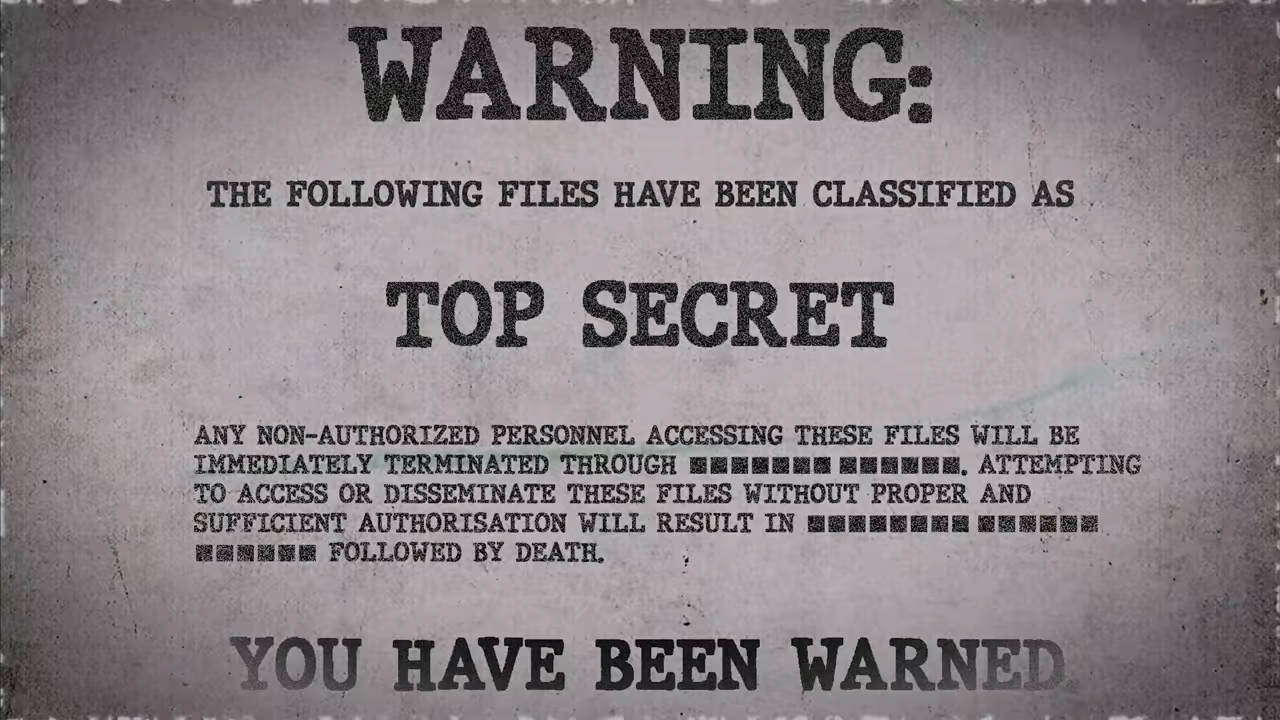 WARNING:
THE FOLLOWING FILES HAVE BEEN CLASSIFIED AS
TOP SECRET
ANY NON-AUTHORIZED PERSONNEL ACCESSING THESE FILES WILL BE
IMMEDIATELY TERMINATED THROUGH ■■■■■■■ ■■■■■■. ATTEMPTING
TO ACCESS OR DISSEMINATE THESE FILES WITHOUT PROPER AND
SUFFICIENT AUTHORISATION WILL RESULT IN ■■■■■■■■ ■■■■■■
■■■■■■ FOLLOWED BY DEATH.
YOU HAVE BEEN WARNED.